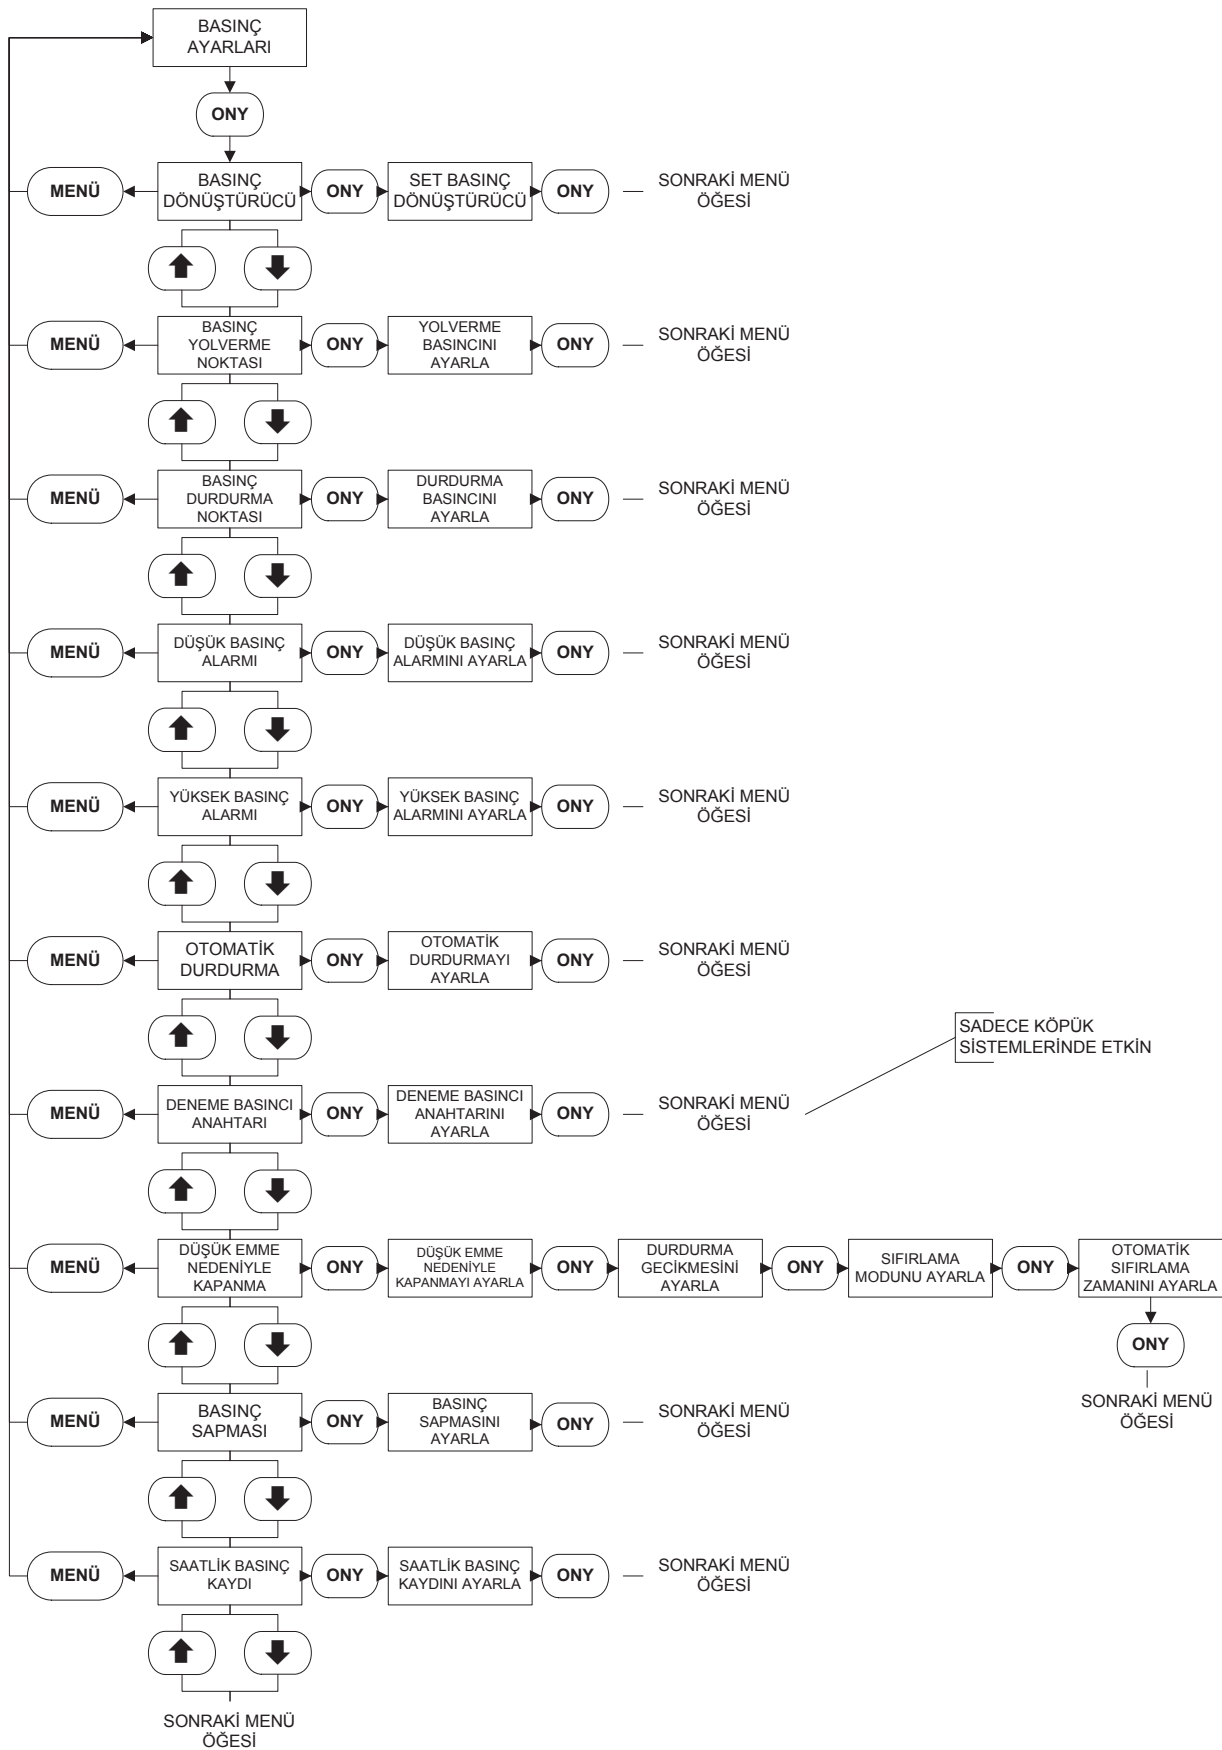 BASINÇ
AYARLARI
ONY
MENÜ
BASINÇ
DÖNÜŞTÜRÜCÜ
ONY
SET BASINÇ
DÖNÜŞTÜRÜCÜ
ONY
SONRAKİ MENÜ
ÖĞESİ
MENÜ
BASINÇ
YOLVERME
NOKTASI
ONY
YOLVERME
BASINCINI
AYARLA
ONY
SONRAKİ MENÜ
ÖĞESİ
MENÜ
BASINÇ
DURDURMA
NOKTASI
ONY
DURDURMA
BASINCINI
AYARLA
ONY
SONRAKİ MENÜ
ÖĞESİ
MENÜ
DÜŞÜK BASINÇ
ALARMI
ONY
DÜŞÜK BASINÇ
ALARMINI AYARLA
ONY
SONRAKİ MENÜ
ÖĞESİ
MENÜ
YÜKSEK BASINÇ
ALARMI
ONY
YÜKSEK BASINÇ
ALARMINI AYARLA
ONY
SONRAKİ MENÜ
ÖĞESİ
MENÜ
OTOMATİK
DURDURMA
ONY
OTOMATİK
DURDURMAYI
AYARLA
ONY
SONRAKİ MENÜ
ÖĞESİ
SADECE KÖPÜK
SİSTEMLERİNDE ETKİN
MENÜ
DENEME BASINCI
ANAHTARI
ONY
DENEME BASINCI
ANAHTARINI
AYARLA
ONY
SONRAKİ MENÜ
ÖĞESİ
MENÜ
DÜŞÜK EMME
NEDENİYLE
KAPANMA
ONY
DÜŞÜK EMME
NEDENİYLE
KAPANMAYI AYARLA
ONY
DURDURMA
GECİKMESİNİ
AYARLA
ONY
SIFIRLAMA
MODUNU AYARLA
ONY
OTOMATİK
SIFIRLAMA
ZAMANINI AYARLA
ONY
SONRAKİ MENÜ
ÖĞESİ
MENÜ
BASINÇ
SAPMASI
ONY
BASINÇ
SAPMASINI
AYARLA
ONY
SONRAKİ MENÜ
ÖĞESİ
MENÜ
SAATLİK BASINÇ
KAYDI
ONY
SAATLİK BASINÇ
KAYDINI AYARLA
ONY
SONRAKİ MENÜ
ÖĞESİ
SONRAKİ MENÜ
ÖĞESİ